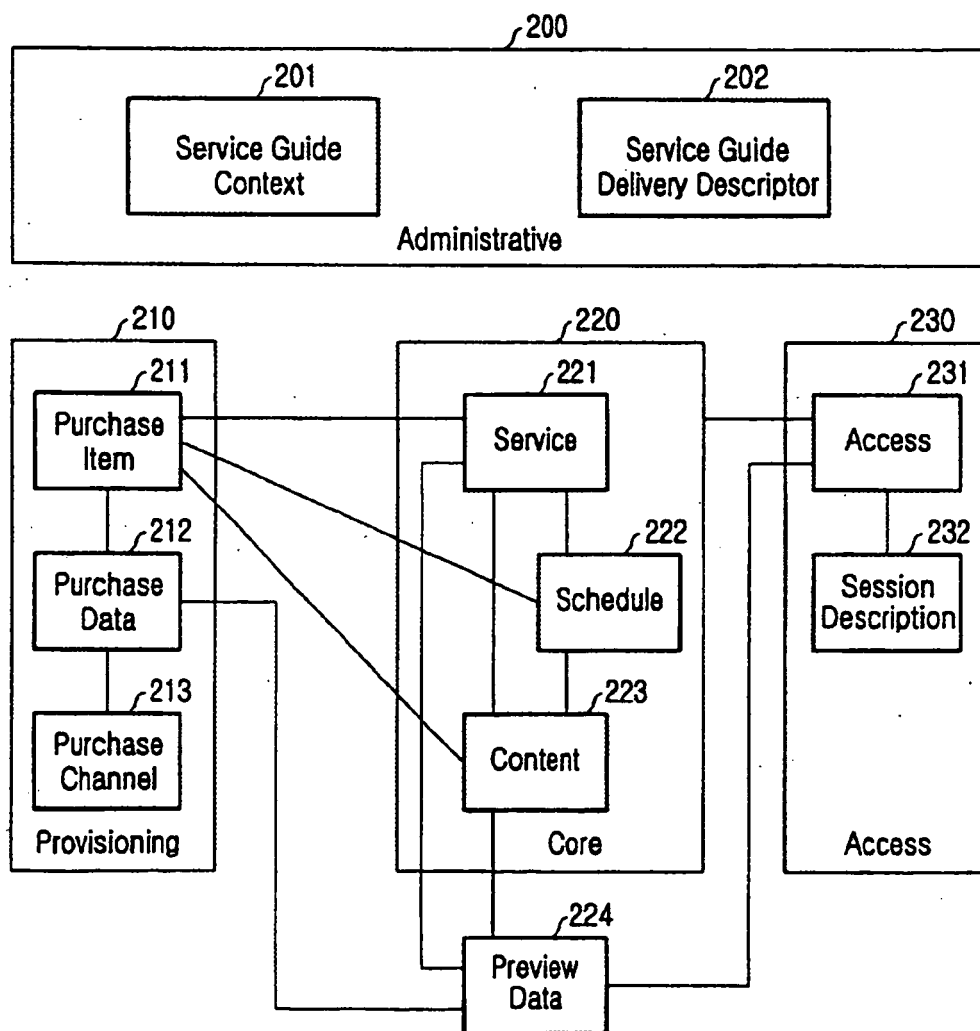 200
201
202
Service Guide
Context
Service Guide
Delivery Descriptor
Administrative
210
220
230
211
221
231
Purchase
Item
Service
Access
212
222
232
Purchase
Data
Schedule
Session
Description
213
223
Purchase
Channel
Content
Provisioning
Core
Access
224
Preview
Data